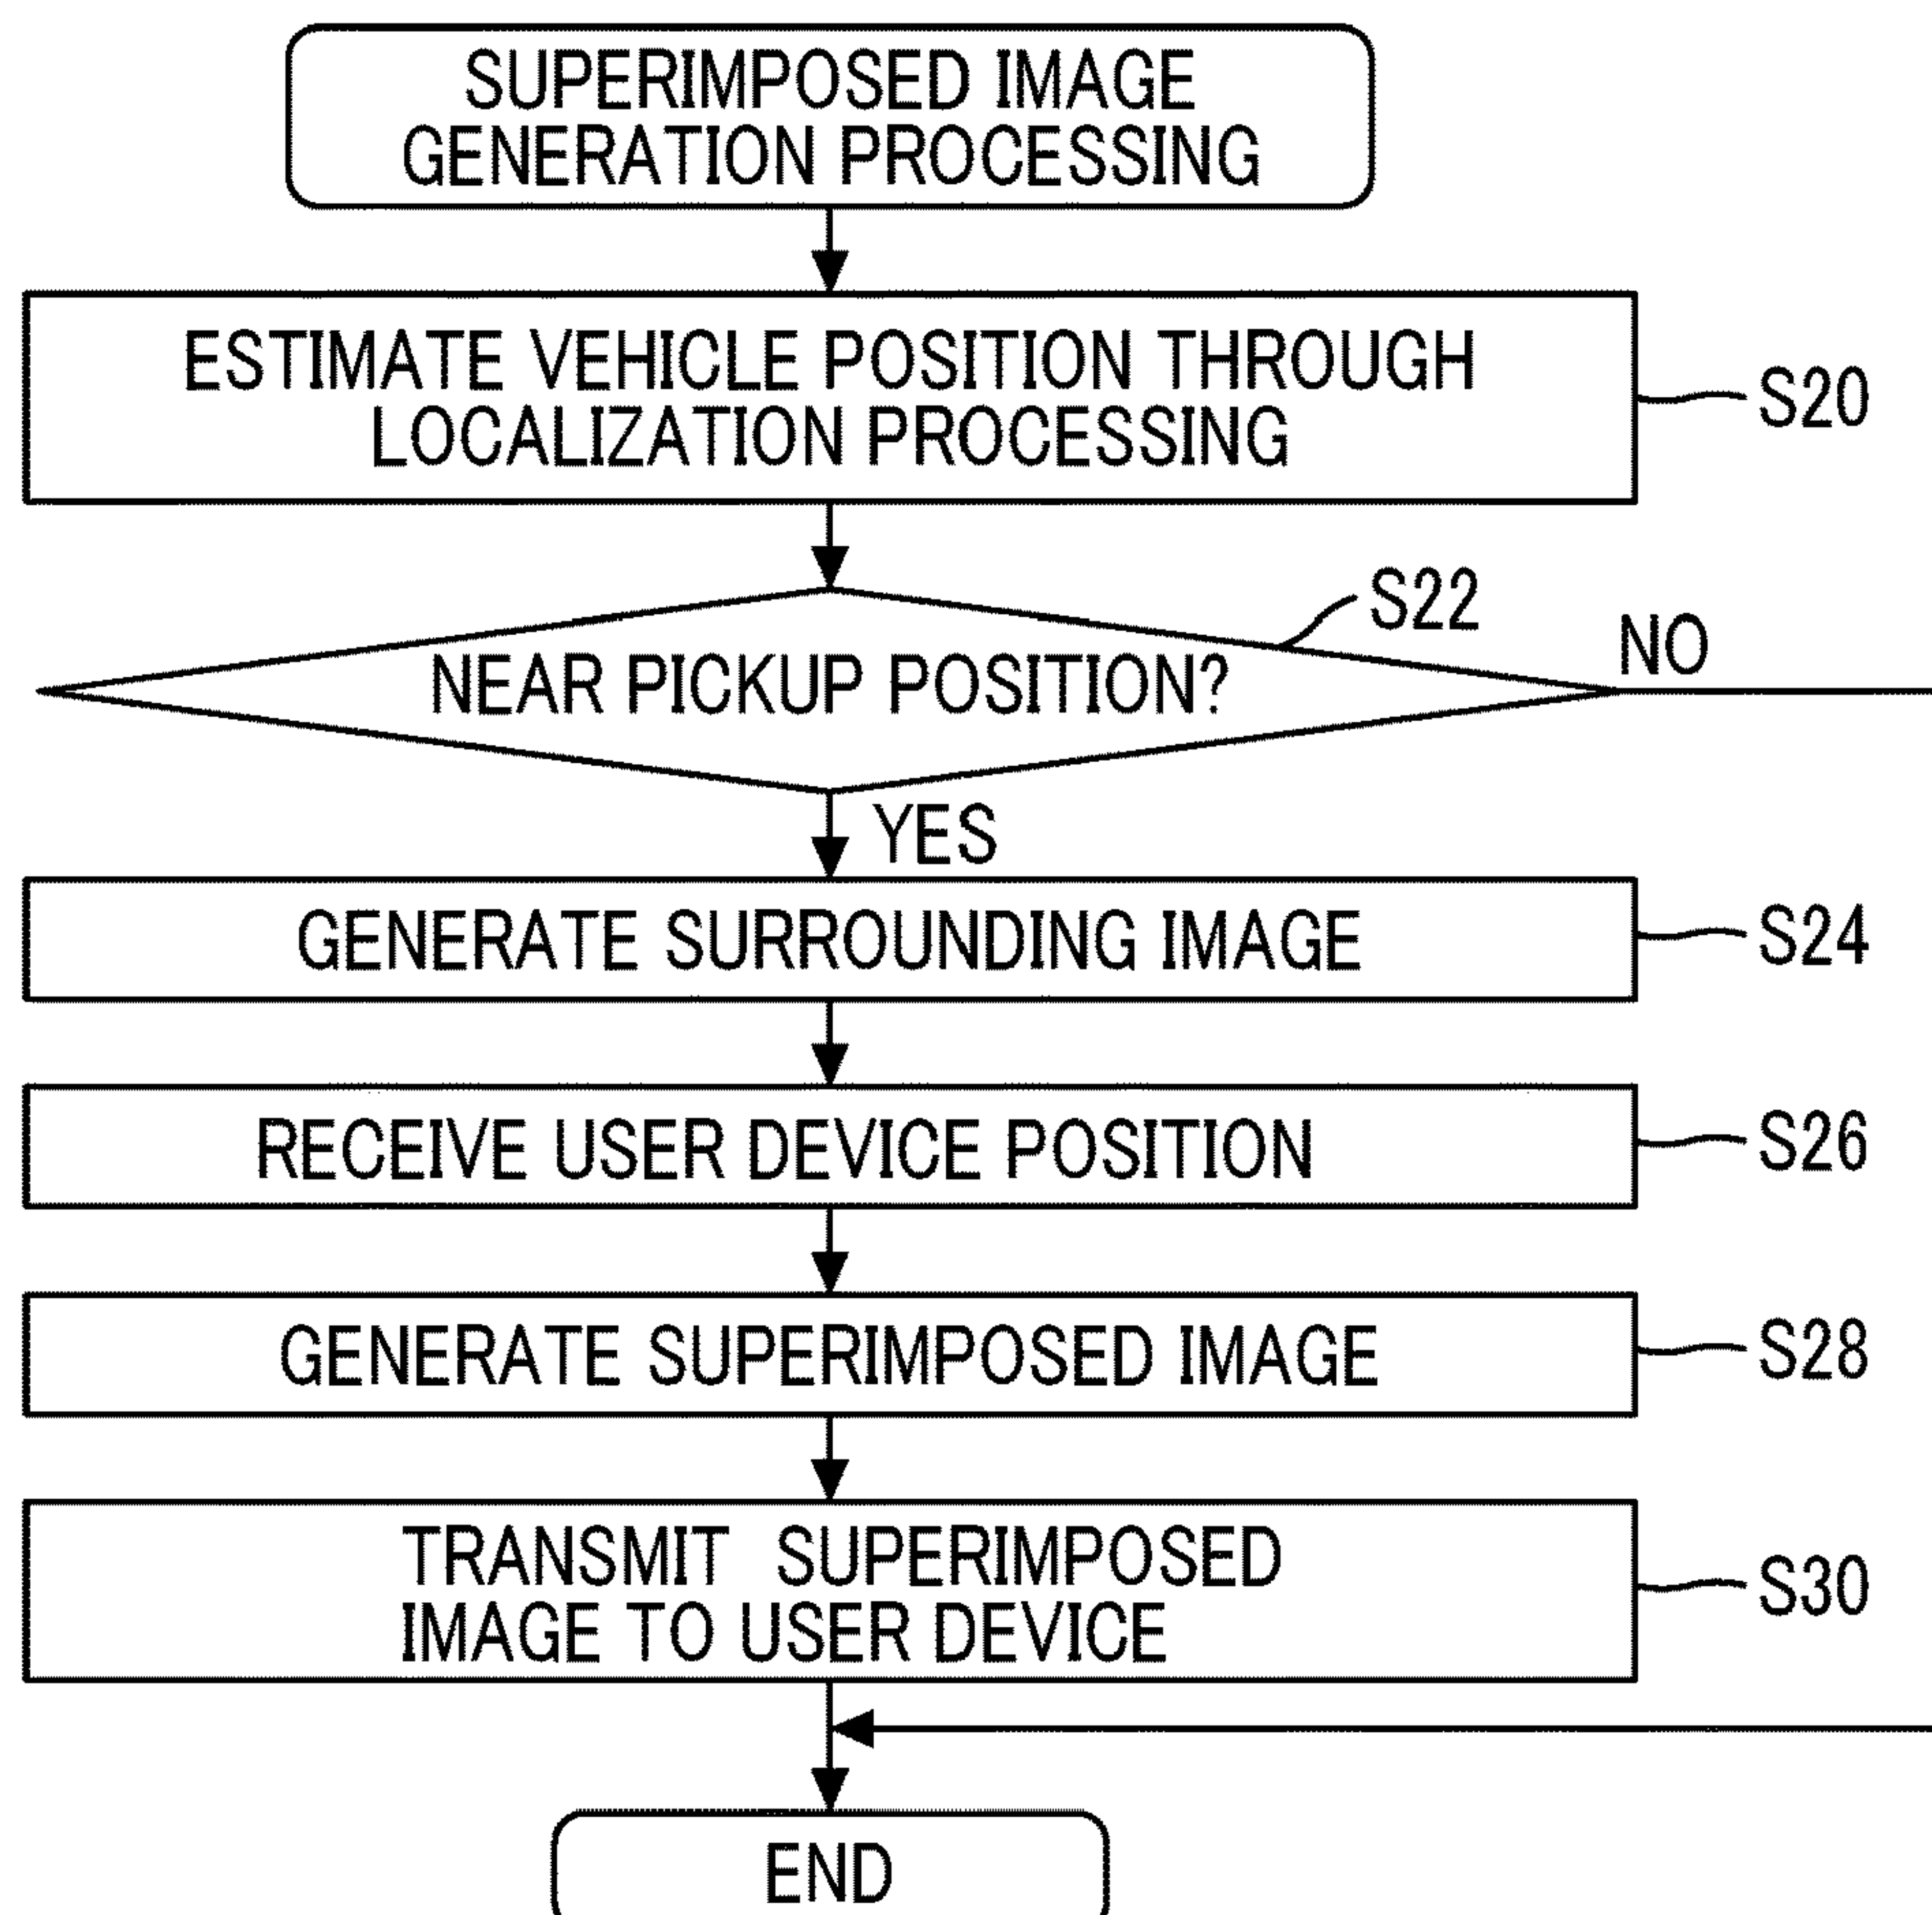 SUPERIMPOSED IMAGE
GENERATION PROCESSING
ESTIMATE VEHICLE POSITION THROUGH
LOCALIZATION PROCESSING
S20
S22
NEAR PICKUP POSITION?
NO
YES
GENERATE SURROUNDING IMAGE
S24
RECEIVE USER DEVICE POSITION
S26
GENERATE SUPERIMPOSED IMAGE
S28
TRANSMIT SUPERIMPOSED
IMAGE TO USER DEVICE
S30
END